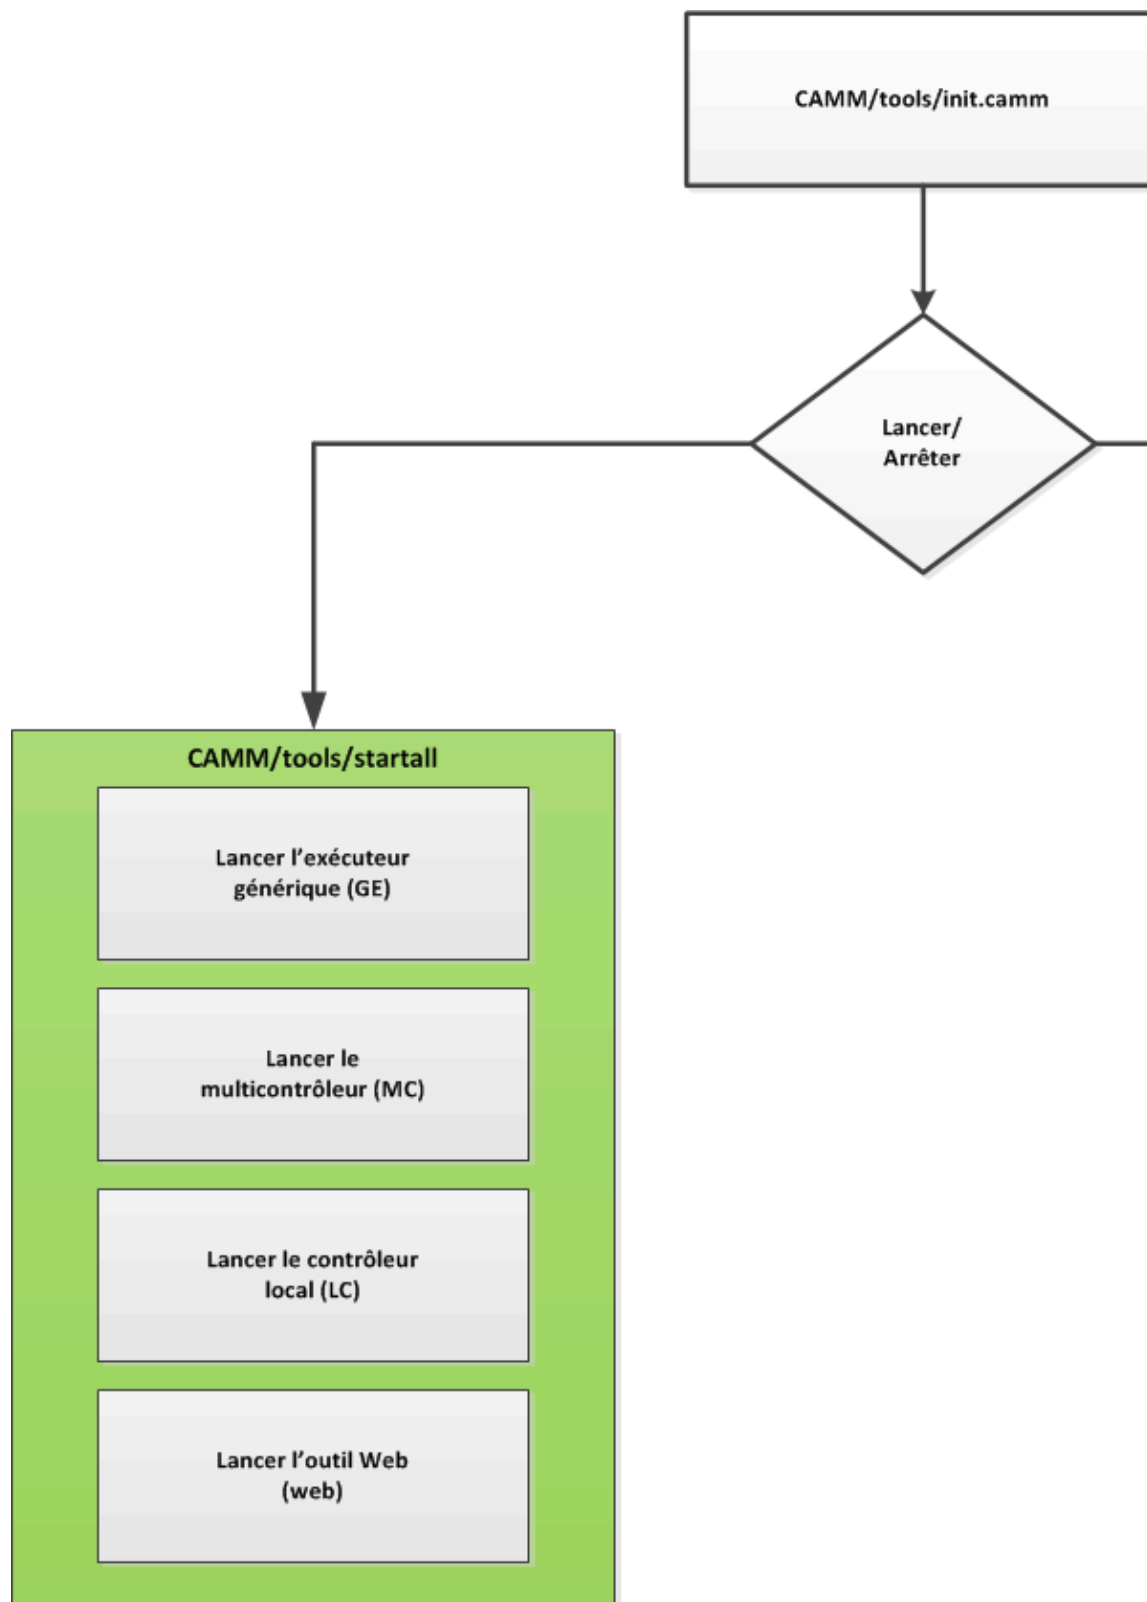 CAMM/tools/init.camm
Lancer/
Arrêter
CAMM/tools/startall
Lancer l’exécuteur
générique (GE)
Lancer le
multicontrôleur (MC)
Lancer le contrôleur
local (LC)
Lancer l’outil Web
(web)